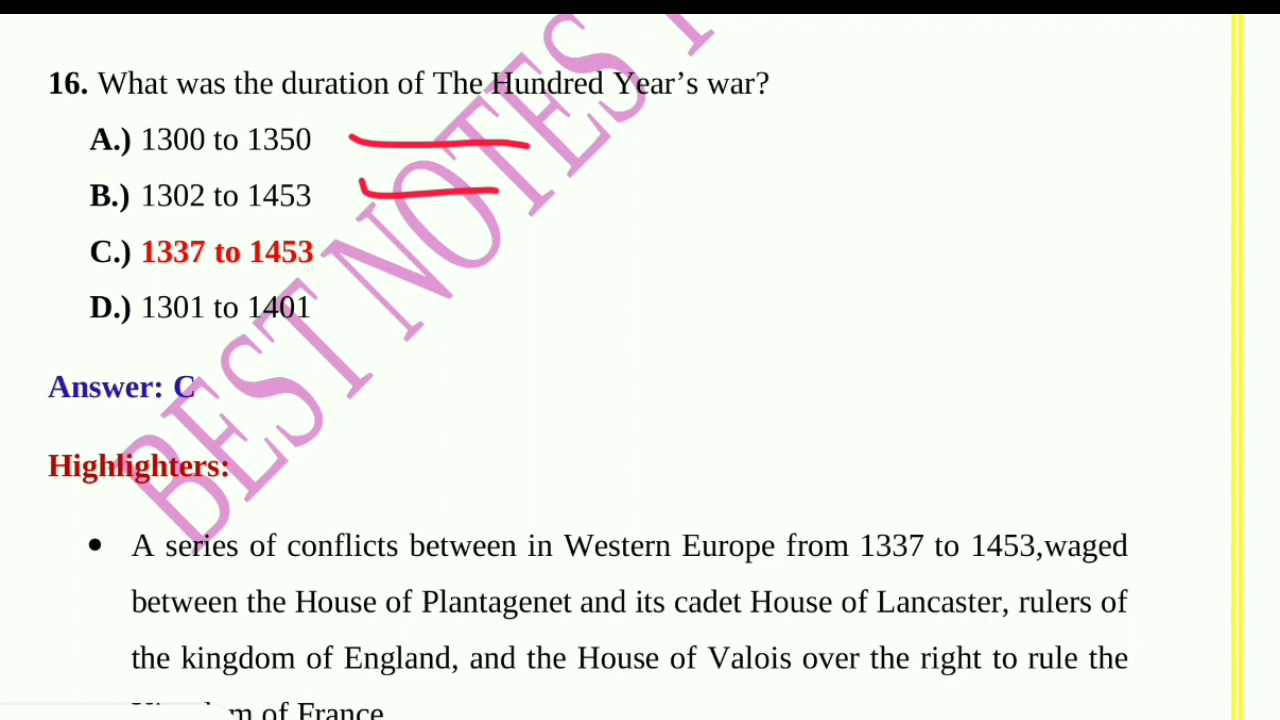 16. What was the duration of The Hundred Year’s war?
A.) 1300 to 1350
B.) 1302 to 1453
C.) 1337 to 1453
D.) 1301 to 1401
Answer: C
Highlighters:
• A series of conflicts between in Western Europe from 1337 to 1453,waged
between the House of Plantagenet and its cadet House of Lancaster, rulers of
the kingdom of England, and the House of Valois over the right to rule the
of France
BEST NOTES